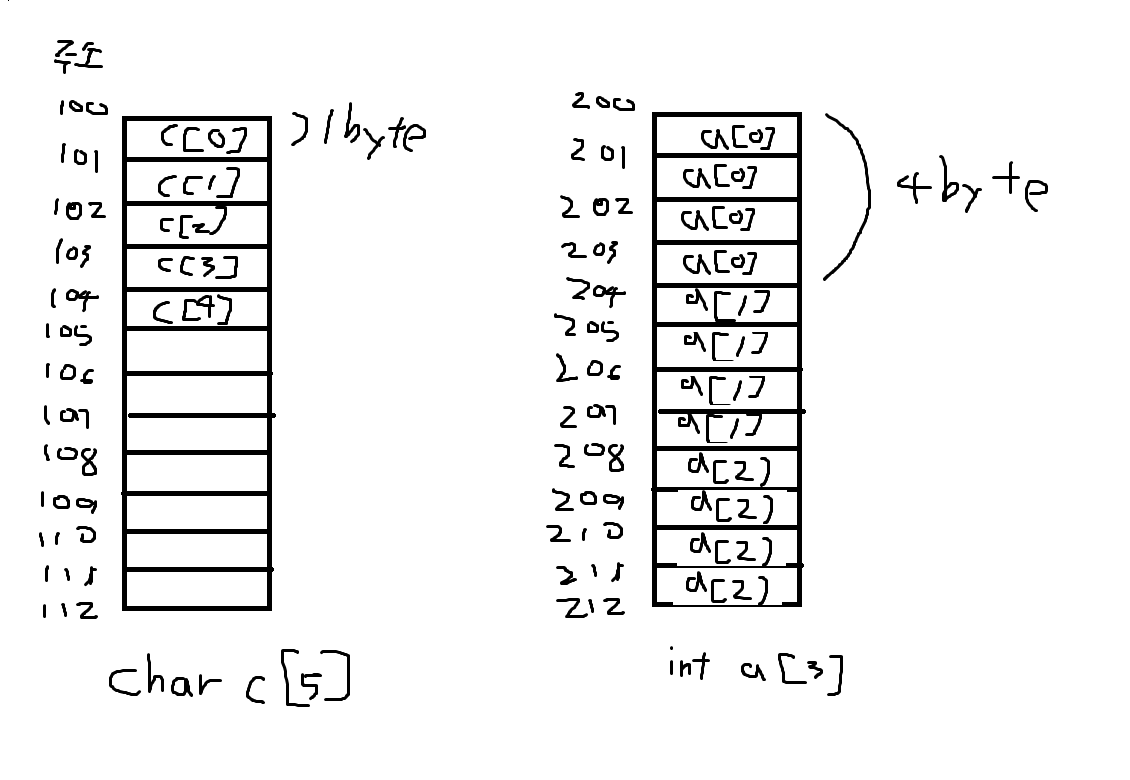 주소
100
C[0]
) 1byte
101
C[1]
102
C[2]
103
C[3]
104
C[4]
105
106
107
108
109
110
111
112
char c[5]
200
a[0]
201
a[0]
4byte
202
a[0]
203
a[0]
204
a[1]
205
a[1]
206
a[1]
207
a[1]
208
a[2]
209
a[2]
210
a[2]
211
a[2]
212
int a[3]